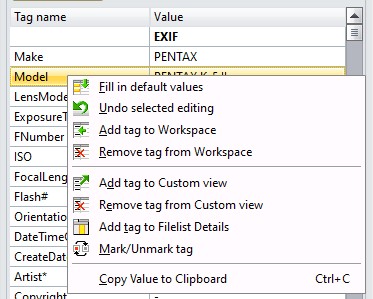 Tag name Value
EXIF
Make PENTAX
Model PENTAX K-5 II
LensMode
Fill in default values
ExposureT
Undo selected editing
FNumber
Add tag to Workspace
ISO
Remove tag from Workspace
FocalLeng
Add tag to Custom view
Flash#
Remove tag from Custom view
Orientatio
Add tag to Filelist Details
DateTimeO
Mark/Unmark tag
CreateDat
Artist*
Copy Value to Clipboard Ctrl+C
Copyright